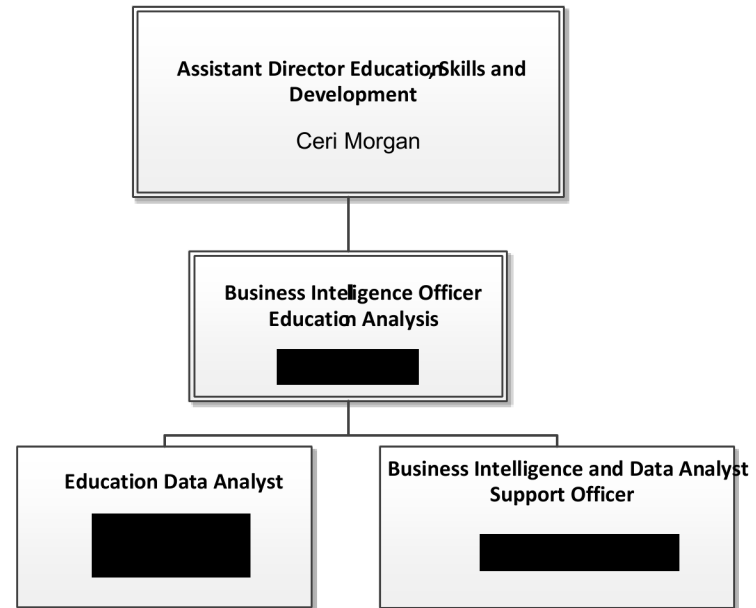 Assistant Director Education, Skills and
Development
Ceri Morgan
Business Intelligence Officer
Education Analysis
Education Data Analyst
Business Intelligence and Data Analyst
Support Officer